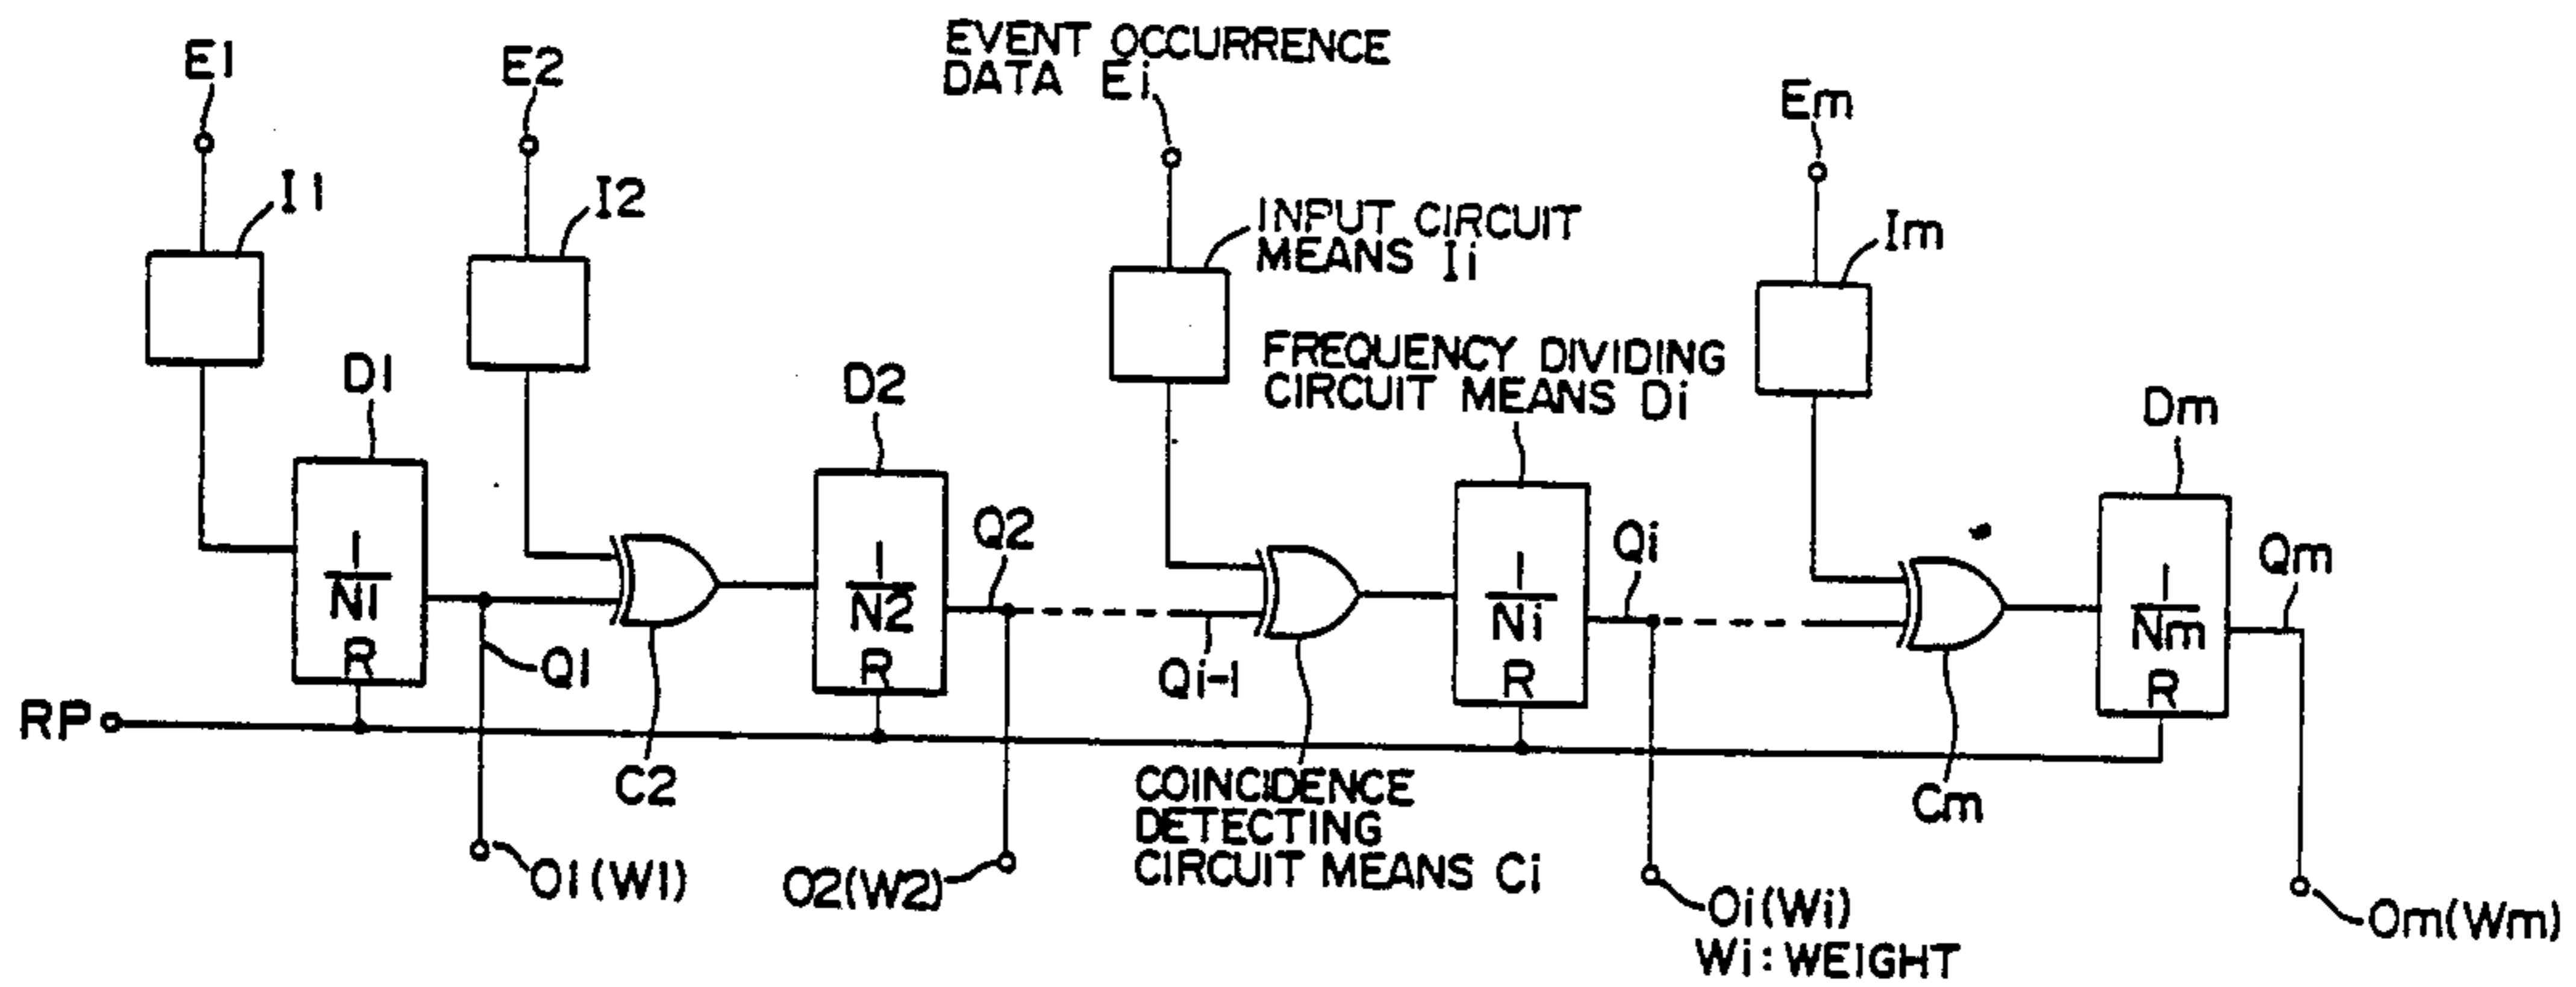 E1
E2
EVENT OCCURRENCE
DATA Ei
Em
I1
I2
INPUT CIRCUIT
MEANS Ii
Im
D1
D2
FREQUENCY DIVIDING
CIRCUIT MEANS Di
Dm
1
N1
R
Q1
1
N2
R
Q2
Qi-1
1
Ni
R
Qi
1
Nm
R
Qm
RP
C2
COINCIDENCE
DETECTING
CIRCUIT MEANS Ci
Cm
O1(W1)
O2(W2)
Oi(Wi)
Wi:WEIGHT
Om(Wm)